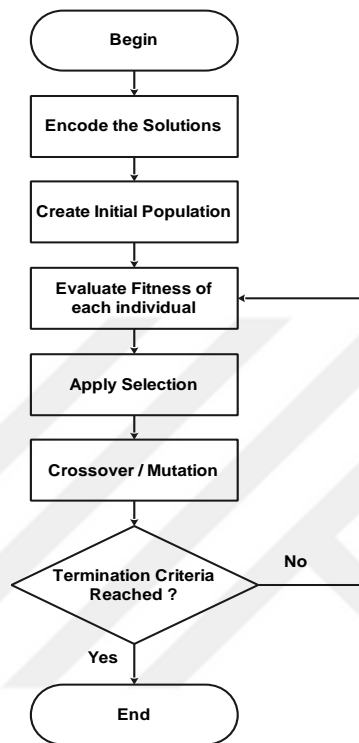 Begin
Encode the Solutions
Create Initial Population
Evaluate Fitness of
each individual
Apply Selection
Crossover / Mutation
Termination Criteria
Reached ?
No
Yes
End